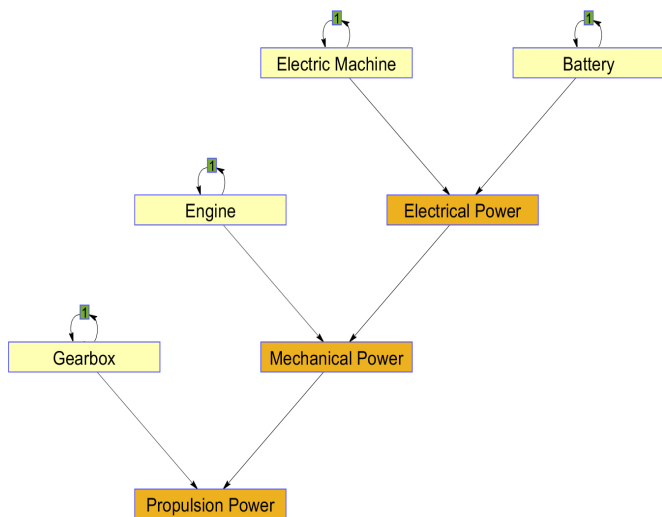 1
1
Electric Machine
Battery
1
Engine
Electrical Power
1
Gearbox
Mechanical Power
Propulsion Power